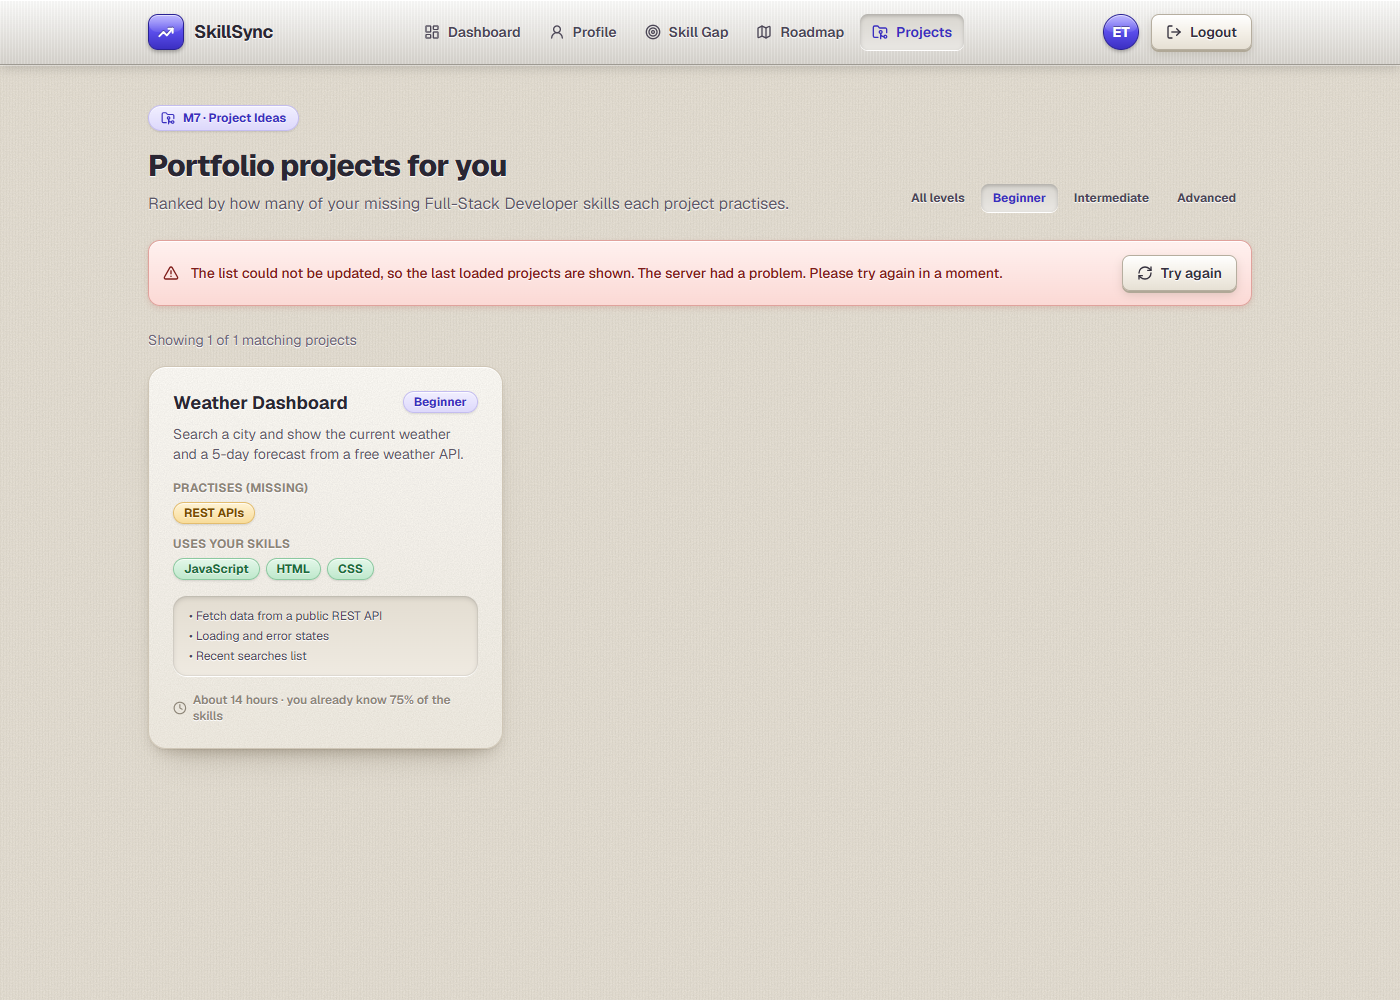 SkillSync
Dashboard
Profile
Skill Gap
Roadmap
Projects
ET
Logout
M7 · Project Ideas
Portfolio projects for you
Ranked by how many of your missing Full-Stack Developer skills each project practises.
All levels
Beginner
Intermediate
Advanced
The list could not be updated, so the last loaded projects are shown. The server had a problem. Please try again in a moment.
Try again
Showing 1 of 1 matching projects
Weather Dashboard
Beginner
Search a city and show the current weather
and a 5-day forecast from a free weather API.
PRACTISES (MISSING)
REST APIs
USES YOUR SKILLS
JavaScript
HTML
CSS
• Fetch data from a public REST API
• Loading and error states
• Recent searches list
About 14 hours · you already know 75% of the
skills